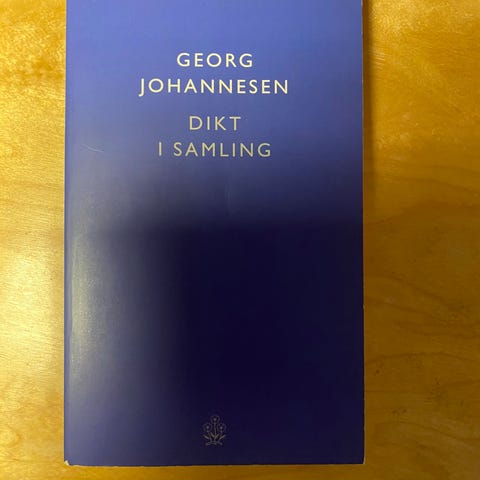 GEORG
JOHANNESEN
DIKT
I SAMLING